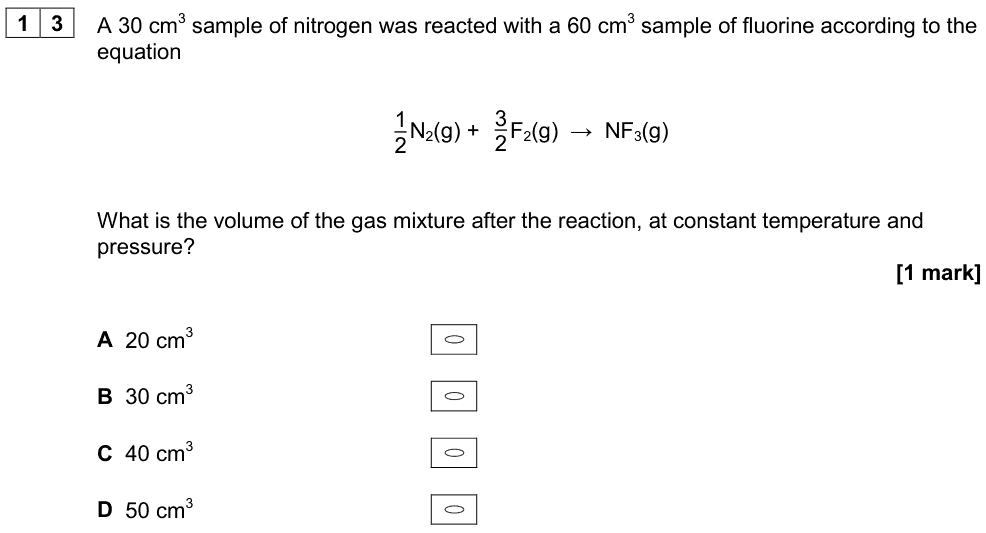 1 3 A 30 cm³ sample of nitrogen was reacted with a 60 cm³ sample of fluorine according to the
equation
½N₂(g) + 3/2F₂(g) → NF₃(g)
What is the volume of the gas mixture after the reaction, at constant temperature and
pressure?
[1 mark]
A 20 cm³
B 30 cm³
C 40 cm³
D 50 cm³